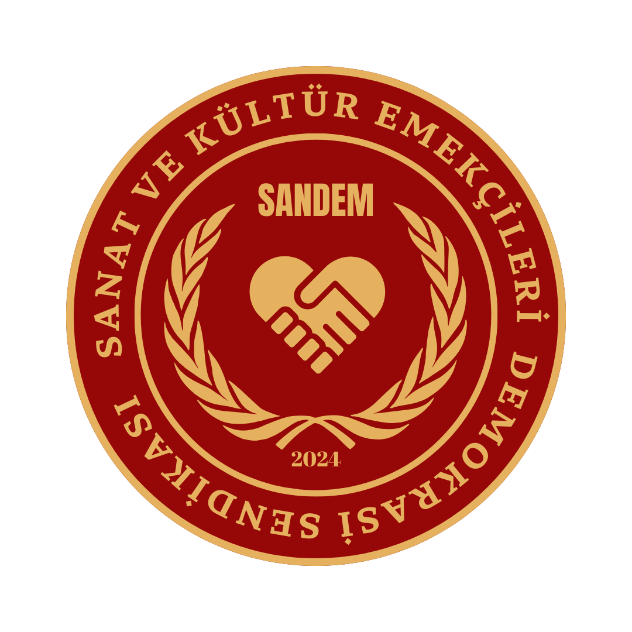 SANAT VE KÜLTÜR EMEKÇİLERİ DEMOKRASİ SENDİKASI
SANDEM
2024